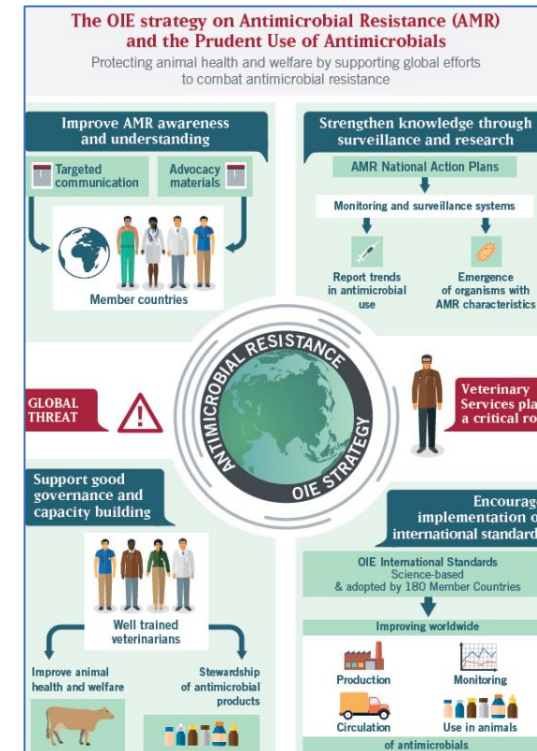 The OIE strategy on Antimicrobial Resistance (AMR)
and the Prudent Use of Antimicrobials
Protecting animal health and welfare by supporting global efforts
to combat antimicrobial resistance
Improve AMR awareness
and understanding
Targeted
communication
Advocacy
materials
Member countries
Strengthen knowledge through
surveillance and research
AMR National Action Plans
Monitoring and surveillance systems
Report trends
in antimicrobial
use
Emergence
of organisms with
AMR characteristics
ANTIMICROBIAL RESISTANCE
OIE STRATEGY
GLOBAL
THREAT
Veterinary
Services pla
a critical ro
Support good
governance and
capacity building
Well trained
veterinarians
Improve animal
health and welfare
Stewardship
of antimicrobial
products
Encourage
implementation o
international standard
OIE International Standards
Science-based
& adopted by 180 Member Countries
Improving worldwide
Production
Monitoring
Circulation
Use in animals
of antimicrobials